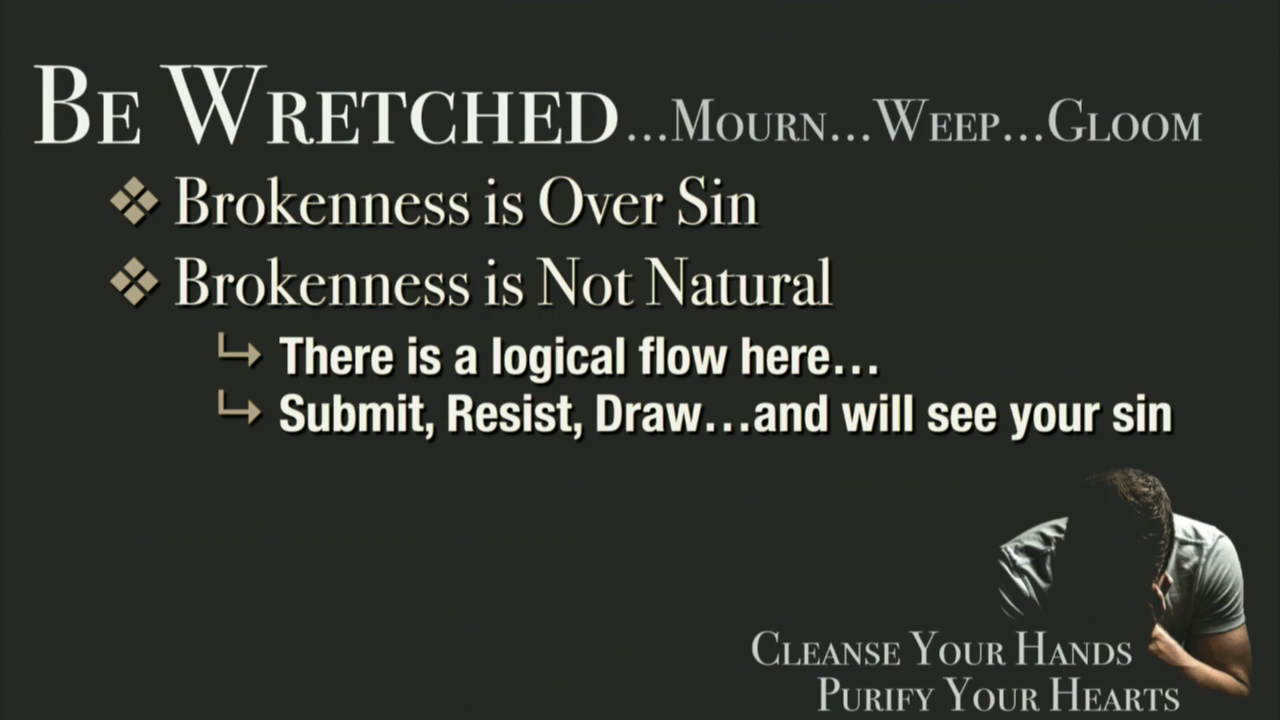 Be Wretched...Mourn...Weep...Gloom
Brokenness is Over Sin
Brokenness is Not Natural
There is a logical flow here...
Submit, Resist, Draw...and will see your sin
Cleanse Your Hands
Purify Your Hearts